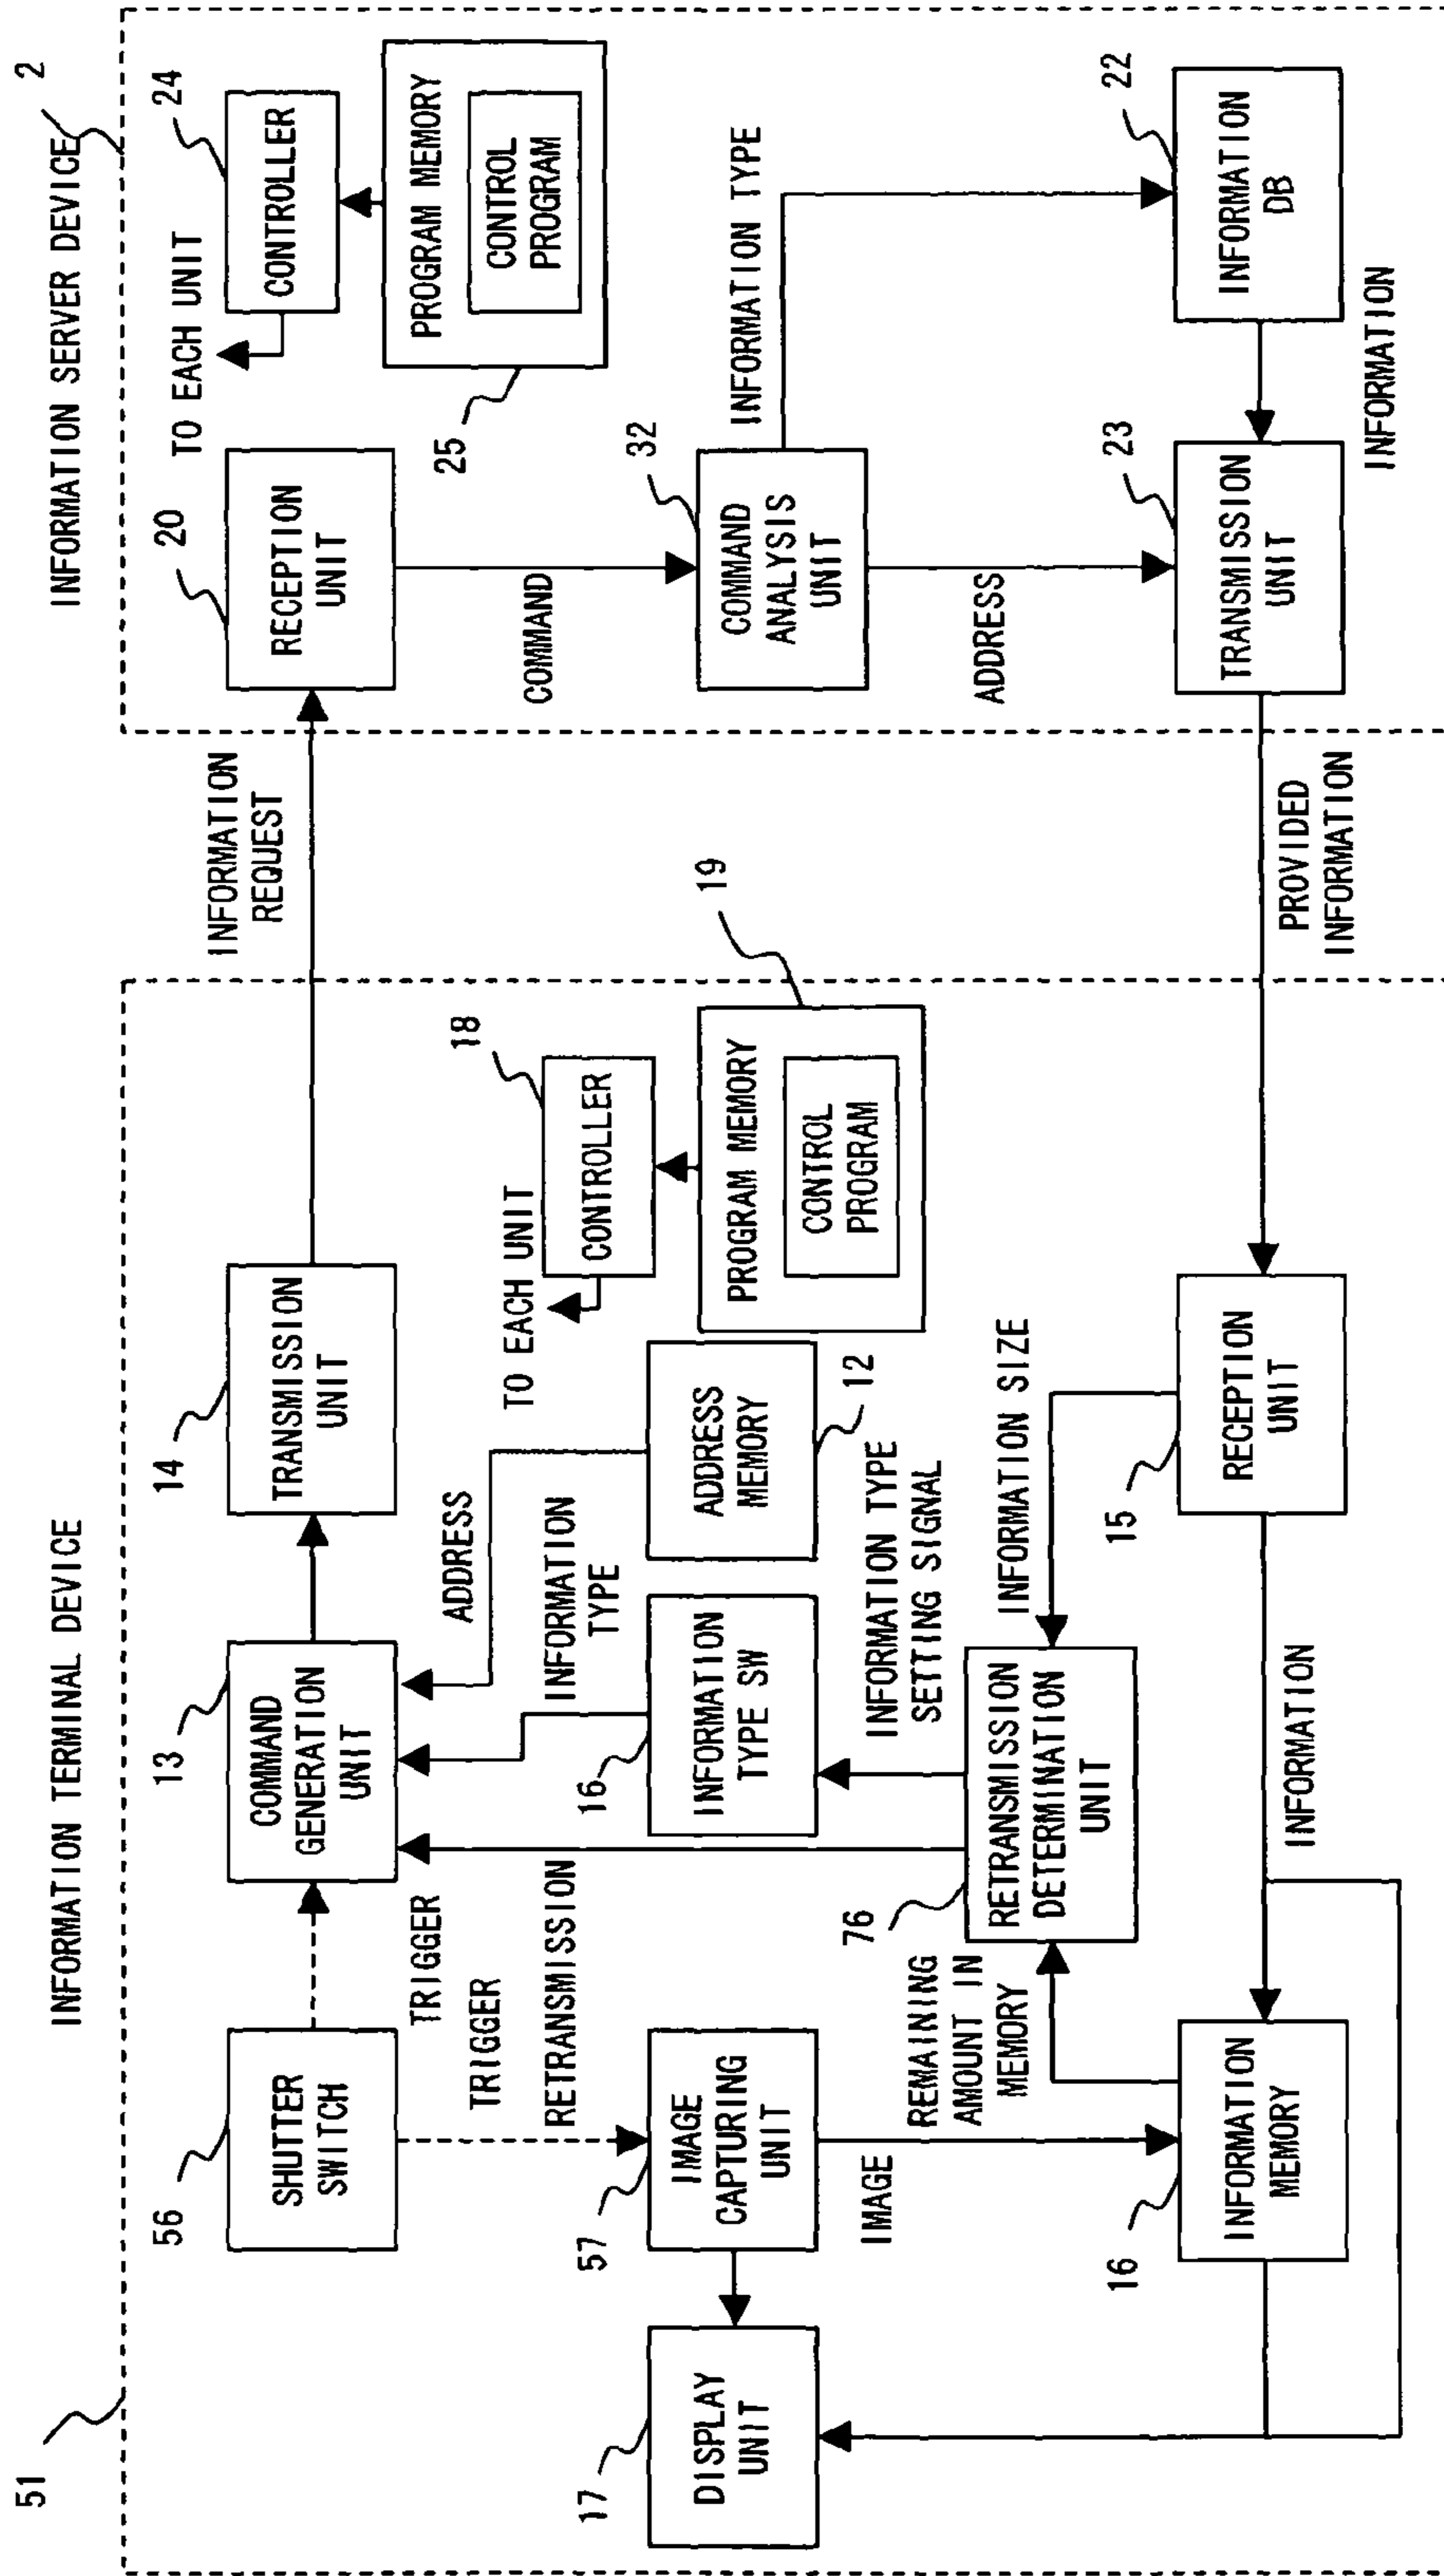 51
INFORMATION TERMINAL DEVICE
56
SHUTTER
SWITCH
13
COMMAND
GENERATION
UNIT
14
TRANSMISSION
UNIT
INFORMATION
REQUEST
TRIGGER
TRIGGER
RETRANSMISSION
ADDRESS
INFORMATION
TYPE
TO EACH UNIT
18
CONTROLLER
17
DISPLAY
UNIT
57
IMAGE
CAPTURING
UNIT
16
INFORMATION
TYPE SW
ADDRESS
MEMORY
12
PROGRAM MEMORY
CONTROL
PROGRAM
19
IMAGE
REMAINING
AMOUNT IN
MEMORY
76
RETRANSMISSION
DETERMINATION
UNIT
INFORMATION TYPE
SETTING SIGNAL
INFORMATION SIZE
16
INFORMATION
MEMORY
INFORMATION
15
RECEPTION
UNIT
PROVIDED
INFORMATION
INFORMATION SERVER DEVICE
2
20
RECEPTION
UNIT
TO EACH UNIT
24
CONTROLLER
PROGRAM MEMORY
CONTROL
PROGRAM
25
COMMAND
32
COMMAND
ANALYSIS
UNIT
INFORMATION TYPE
ADDRESS
23
TRANSMISSION
UNIT
22
INFORMATION
DB
INFORMATION